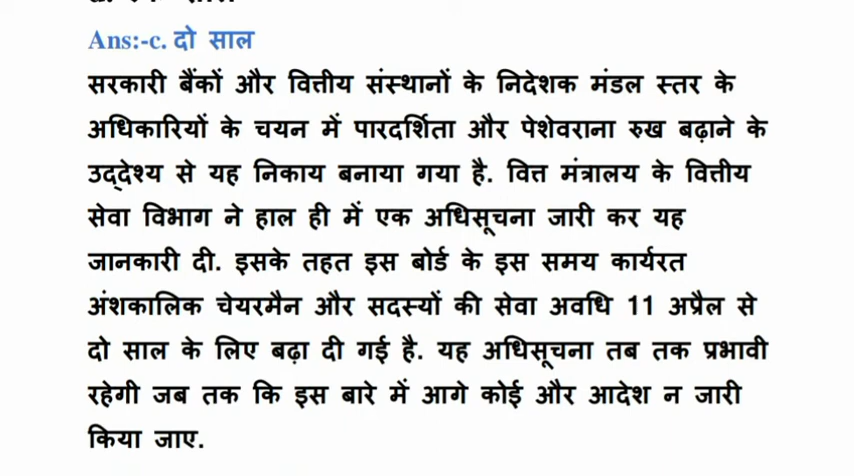 Ans:-c. दो साल
सरकारी बैंकों और वित्तीय संस्थानों के निदेशक मंडल स्तर के
अधिकारियों के चयन में पारदर्शिता और पेशेवराना रुख बढ़ाने के
उद्देश्य से यह निकाय बनाया गया है. वित्त मंत्रालय के वित्तीय
सेवा विभाग ने हाल ही में एक अधिसूचना जारी कर यह
जानकारी दी. इसके तहत इस बोर्ड के इस समय कार्यरत
अंशकालिक चेयरमैन और सदस्यों की सेवा अवधि 11 अप्रैल से
दो साल के लिए बढ़ा दी गई है. यह अधिसूचना तब तक प्रभावी
रहेगी जब तक कि इस बारे में आगे कोई और आदेश न जारी
किया जाए.